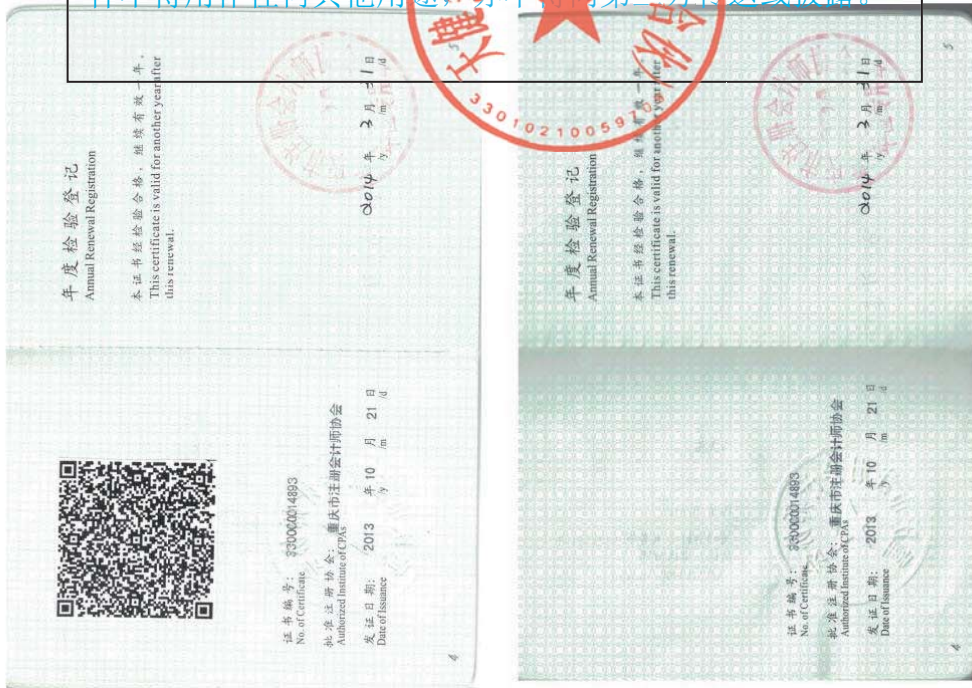 年度检验登记
Annual Renewal Registration
本证书经检验合格，继续有效一年。
This certificate is valid for another year after
this renewal.
2014 年 3 月 31 日
/y /m /d
5
证书编号： 330000014893
No. of Certificate
批准注册协会： 重庆市注册会计师协会
Authorized Institute of CPAs
发证日期： 2013 年 10 月 21 日
Date of Issuance /y /m /d
4
年度检验登记
Annual Renewal Registration
本证书经检验合格，继续有效一年
This certificate is valid for another year after
this renewal.
2014 年 3 月 31 日
/y /m /d
5
证书编号： 330000014893
No. of Certificate
批准注册协会： 重庆市注册会计师协会
Authorized Institute of CPAs
发证日期： 2013 年 10 月 21 日
Date of Issuance /y /m /d
4